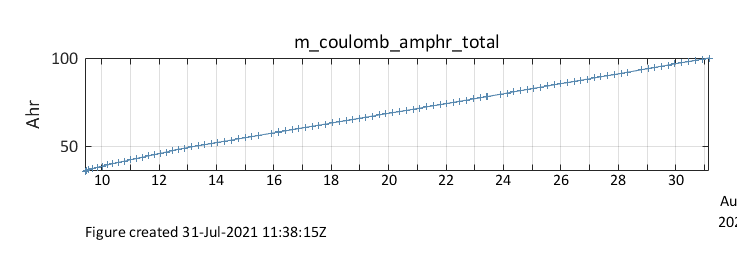 m_coulomb_amphr_total
100
Ahr
50
10 12 14 16 18 20 22 24 26 28 30
Figure created 31-Jul-2021 11:38:15Z